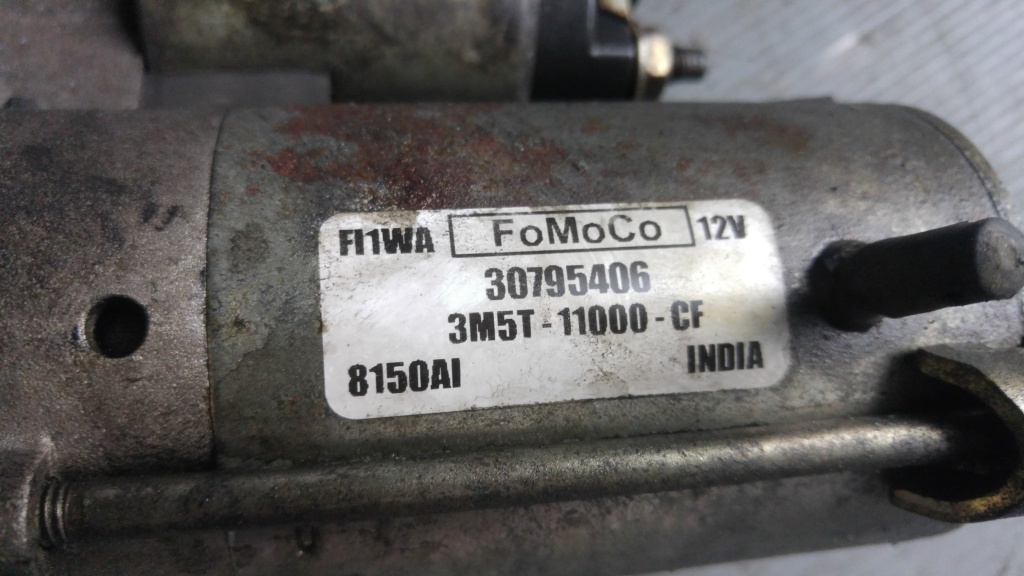 FI1WA FoMoCo 12V
30795406
3M5T-11000-CF
8150AI INDIA